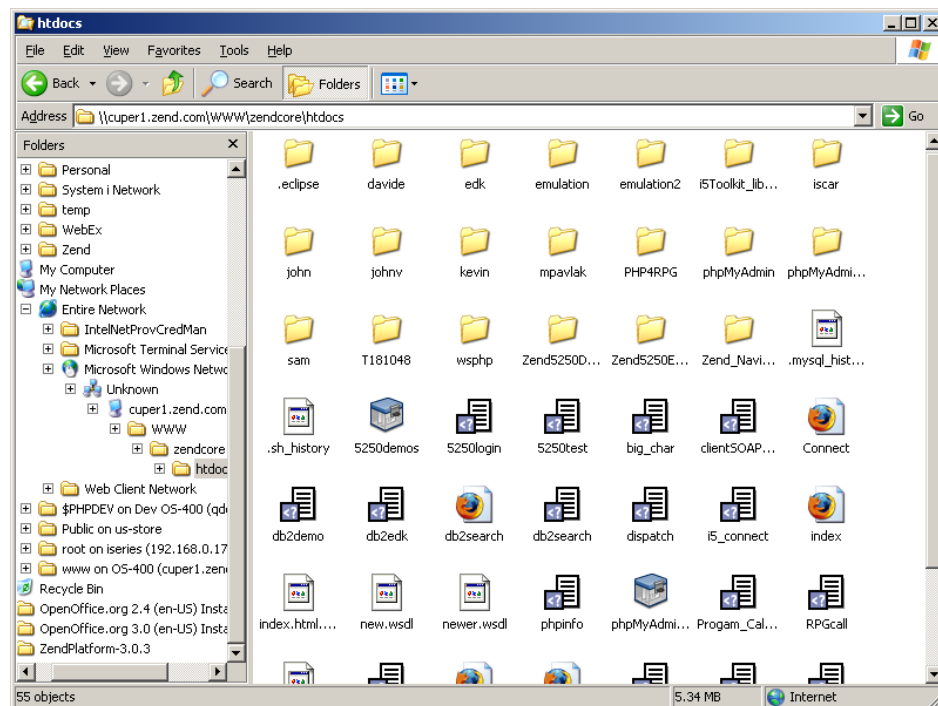 htdocs
File Edit View Favorites Tools Help
Back Search Folders
Address \\cuper1.zend.com\WWW\zendcore\htdocs Go
Folders
Personal
System i Network
temp
WebEx
Zend
My Computer
My Network Places
Entire Network
IntelNetProvCredMan
Microsoft Terminal Service
Microsoft Windows Netwo
Unknown
cuper1.zend.com
WWW
zendcore
htdoc
Web Client Network
$PHPDEV on Dev OS-400 (qd
Public on us-store
root on iseries (192.168.0.17
www on OS-400 (cuper1.zen
Recycle Bin
OpenOffice.org 2.4 (en-US) Insta
OpenOffice.org 3.0 (en-US) Insta
ZendPlatform-3.0.3
.eclipse davide edk emulation emulation2 i5Toolkit_lib... iscar
john johnv kevin mpavlak PHP4RPG phpMyAdmin phpMyAdmi...
sam T181048 wsphp Zend5250D... Zend5250E... Zend_Navi... .mysql_hist...
.sh_history 5250demos 5250login 5250test big_char clientSOAP... Connect
db2demo db2edk db2search db2search dispatch i5_connect index
index.html.... new.wsdl newer.wsdl phpinfo phpMyAdmi... Progam_Cal... RPGcall
55 objects 5.34 MB Internet